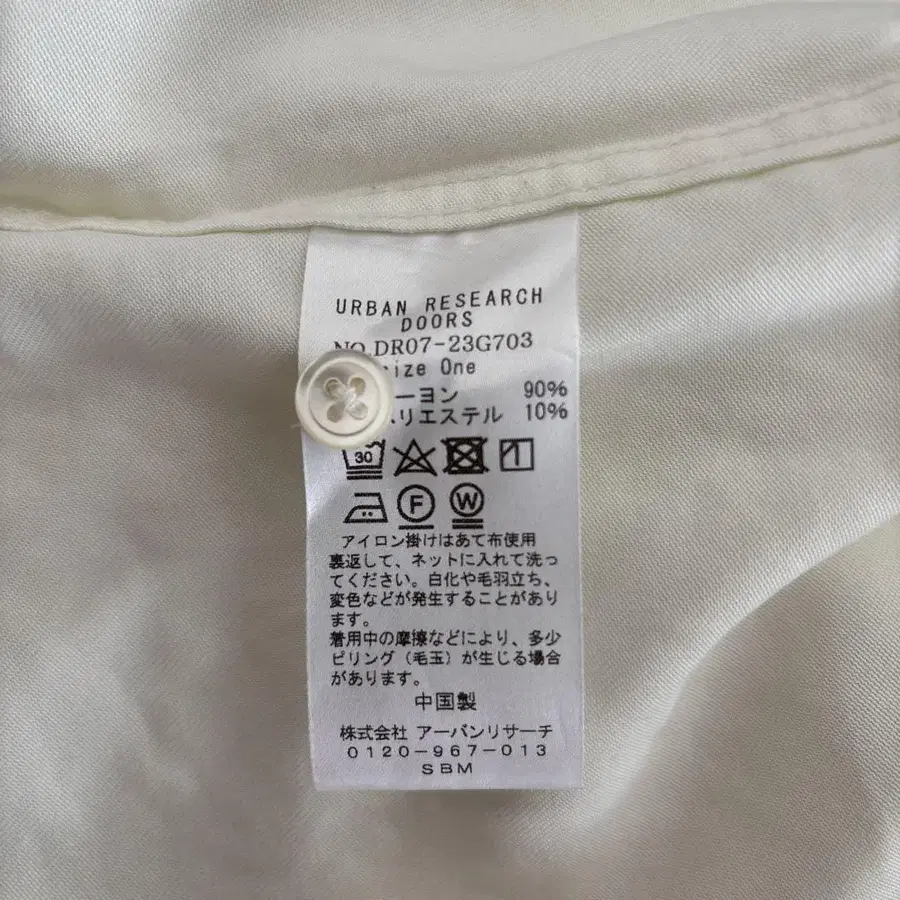 URBAN RESEARCH
DOORS
NO.DR07-23G703
size One
ーヨン 90%
リエステル 10%
30
F W
アイロン掛けはあて布使用
裏返して、ネットに入れて洗っ
てください。白化や毛羽立ち、
変色などが発生することがあり
ます。
着用中の摩擦などにより、多少
ピリング(毛玉)が生じる場合
があります。
中国製
株式会社 アーバンリサーチ
0120-967-013
SBM